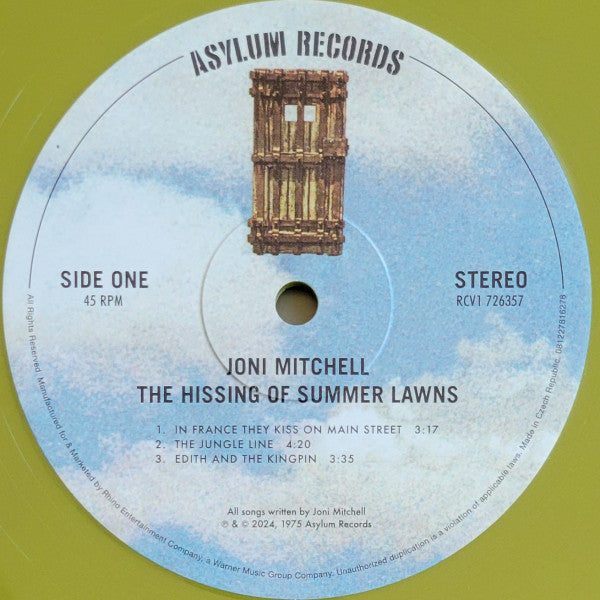 ASYLUM RECORDS
SIDE ONE
45 RPM
STEREO
RCV1 726357
JONI MITCHELL
THE HISSING OF SUMMER LAWNS
1. IN FRANCE THEY KISS ON MAIN STREET 3:17
2. THE JUNGLE LINE 4:20
3. EDITH AND THE KINGPIN 3:35
All songs written by Joni Mitchell
℗ & © 2024, 1975 Asylum Records
All Rights Reserved. Manufactured for & Marketed by Rhino Entertainment Company, a Warner Music Group Company. Unauthorized duplication is a violation of applicable laws. Made in Czech Republic. 081227816278